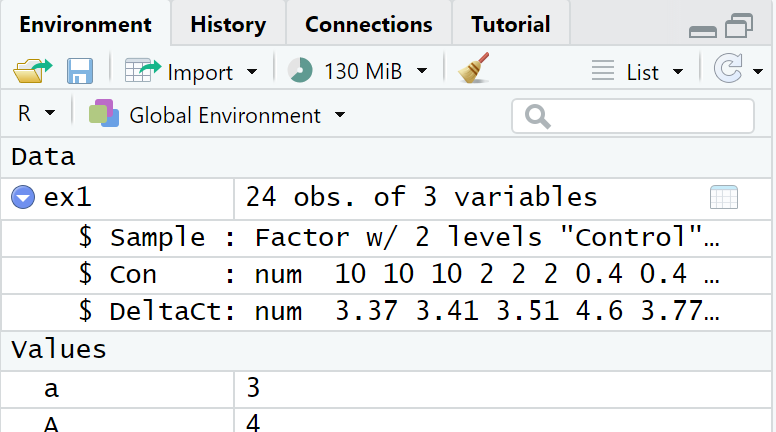 Environment History Connections Tutorial
Import 130 MiB List
R Global Environment
Data
ex1 24 obs. of 3 variables
$ Sample : Factor w/ 2 levels "Control"…
$ Con    : num  10 10 10 2 2 2 0.4 0.4 …
$ DeltaCt: num  3.37 3.41 3.51 4.6 3.77…
Values
a 3
A 4